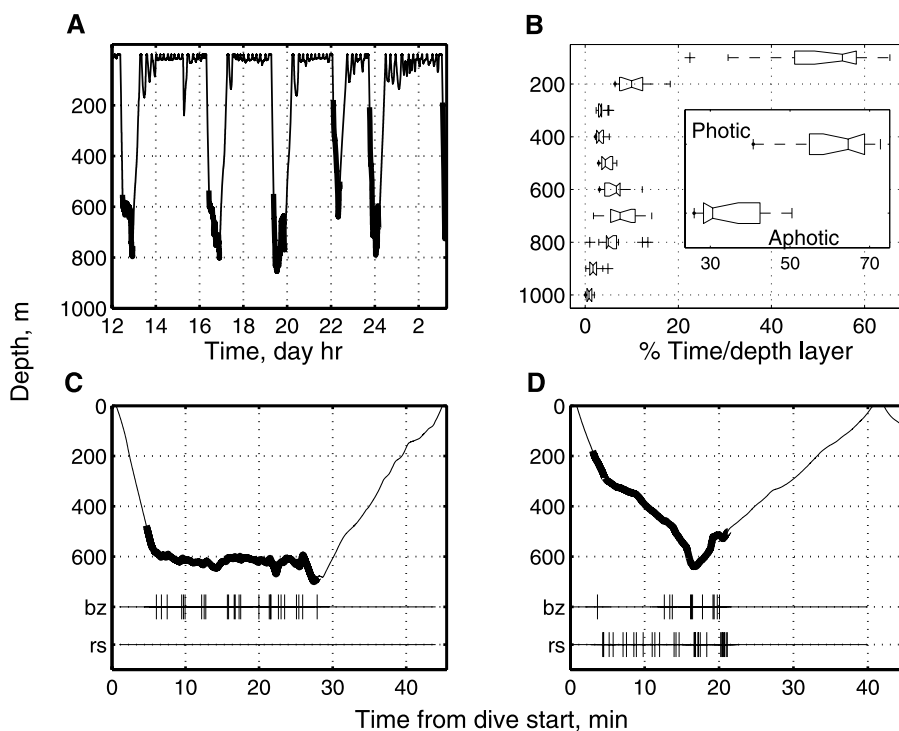 A
B
200
400
600
800
1000
12 14 16 18 20 22 24 2
Time, day hr
200
400
600
800
1000
0 20 40 60
% Time/depth layer
Photic
Aphotic
30 50 70
Depth, m
C
D
0
200
400
600
bz
rs
0 10 20 30 40
0
200
400
600
bz
rs
0 10 20 30 40
Time from dive start, min